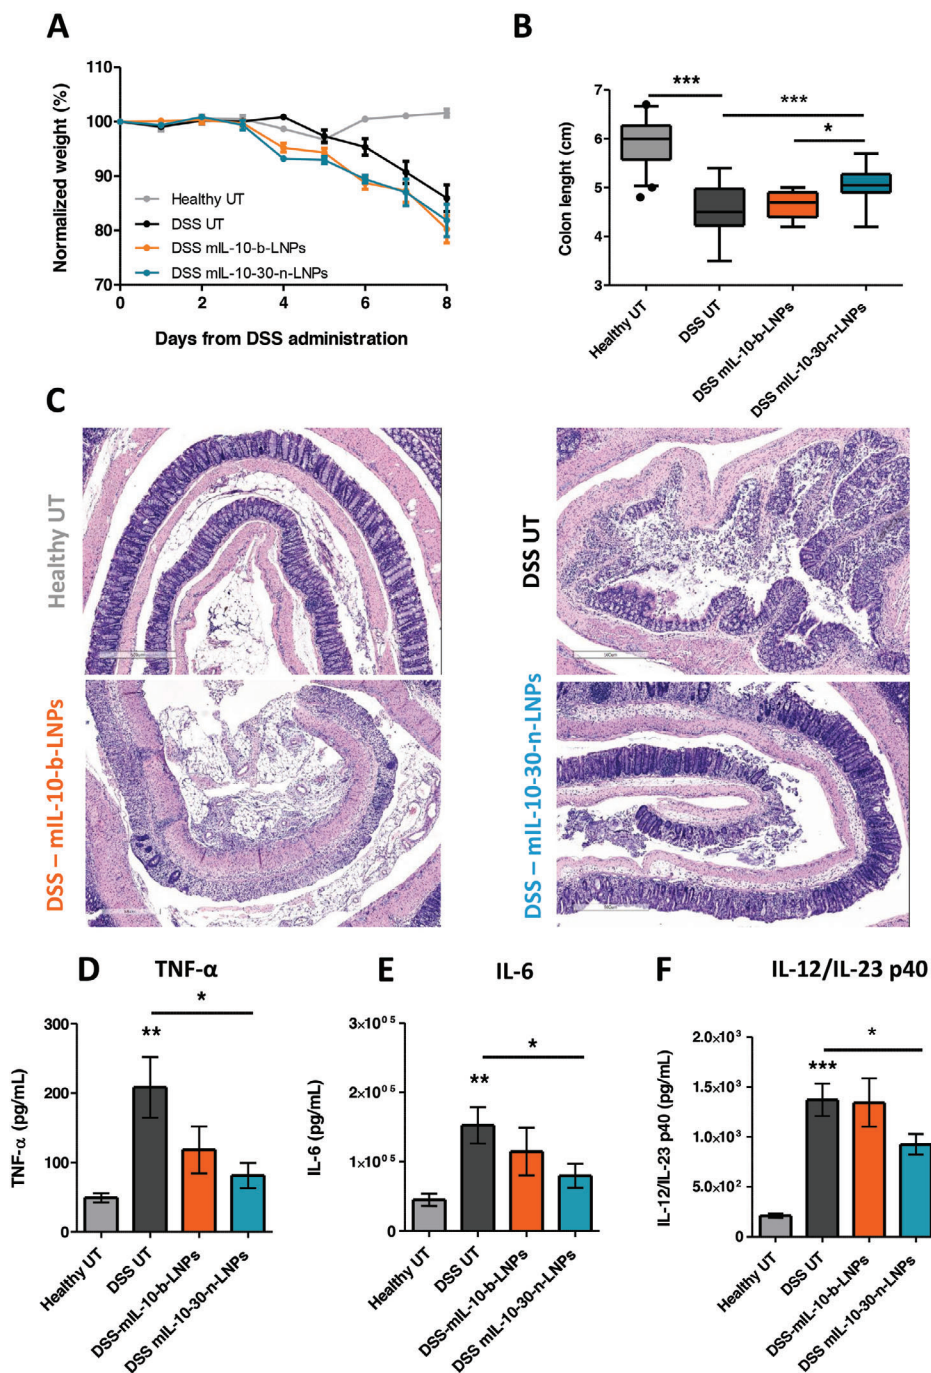 A
Normalized weight (%)
110
100
90
80
70
Healthy UT
DSS UT
DSS mIL-10-b-LNPs
DSS mIL-10-30-n-LNPs
0 2 4 6 8
Days from DSS administration
B
Colon lenght (cm)
7
6
5
4
3
***
***
*
Healthy UT
DSS UT
DSS mIL-10-b-LNPs
DSS mIL-10-30-n-LNPs
C
Healthy UT
DSS UT
DSS – mIL-10-b-LNPs
DSS – mIL-10-30-n-LNPs
D
TNF-α
TNF-α (pg/mL)
300
200
100
0
**
*
Healthy UT
DSS UT
DSS-mIL-10-b-LNPs
DSS mIL-10-30-n-LNPs
E
IL-6
IL-6 (pg/mL)
3×10⁰⁵
2×10⁰⁵
1×10⁰⁵
0
**
*
Healthy UT
DSS UT
DSS-mIL-10-b-LNPs
DSS mIL-10-30-n-LNPs
F
IL-12/IL-23 p40
IL-12/IL-23 p40 (pg/mL)
2.0×10³
1.5×10³
1.0×10³
5.0×10²
0
***
*
Healthy UT
DSS UT
DSS-mIL-10-b-LNPs
DSS mIL-10-30-n-LNPs